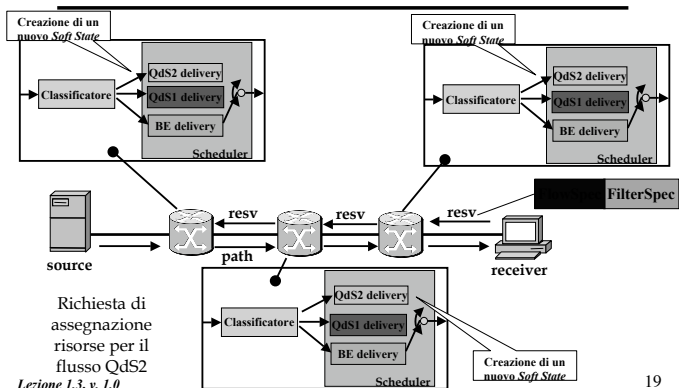 Creazione di un
nuovo Soft State
Classificatore
QdS2 delivery
QdS1 delivery
BE delivery
Scheduler
Creazione di un
nuovo Soft State
Classificatore
QdS2 delivery
QdS1 delivery
BE delivery
Scheduler
FlowSpec FilterSpec
resv
resv
resv
path
source
receiver
Classificatore
QdS2 delivery
QdS1 delivery
BE delivery
Scheduler
Creazione di un
nuovo Soft State
Richiesta di
assegnazione
risorse per il
flusso QdS2
Lezione 1.3, v. 1.0
19